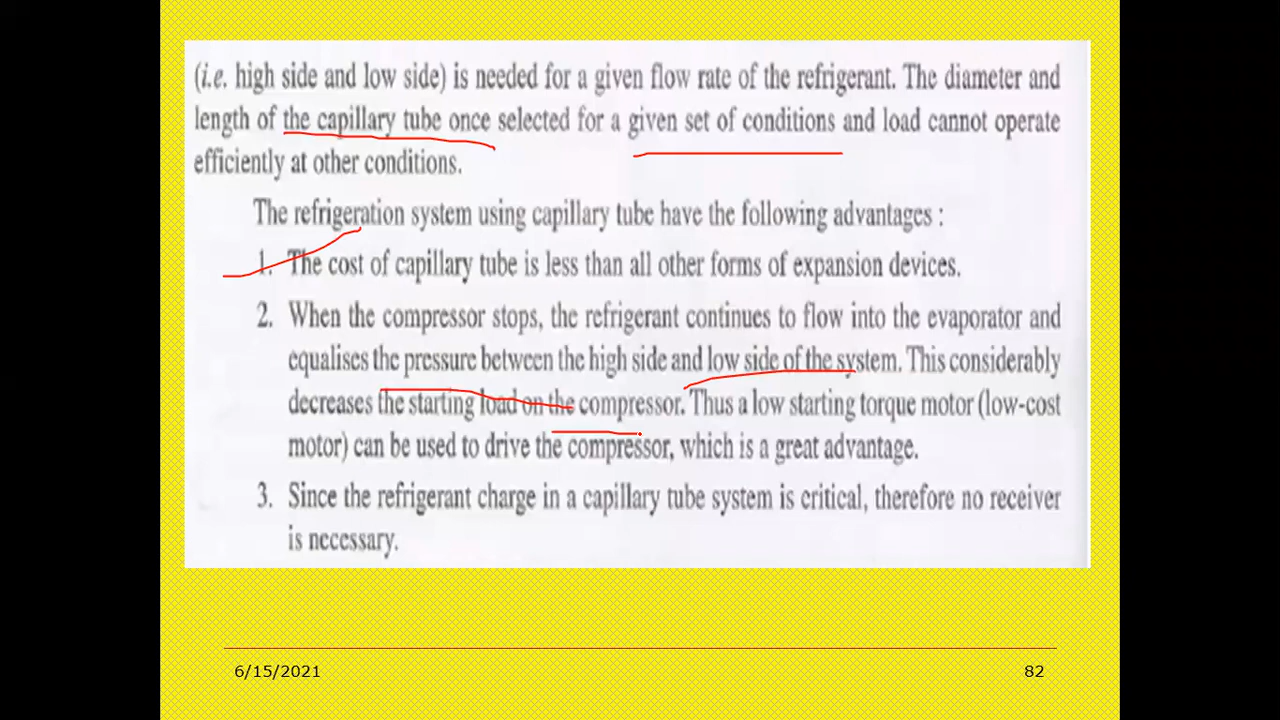 (i.e. high side and low side) is needed for a given flow rate of the refrigerant. The diameter and
length of the capillary tube once selected for a given set of conditions and load cannot operate
efficiently at other conditions.
The refrigeration system using capillary tube have the following advantages :
1. The cost of capillary tube is less than all other forms of expansion devices.
2. When the compressor stops, the refrigerant continues to flow into the evaporator and
equalises the pressure between the high side and low side of the system. This considerably
decreases the starting load on the compressor. Thus a low starting torque motor (low-cost
motor) can be used to drive the compressor, which is a great advantage.
3. Since the refrigerant charge in a capillary tube system is critical, therefore no receiver
is necessary.
6/15/2021
82